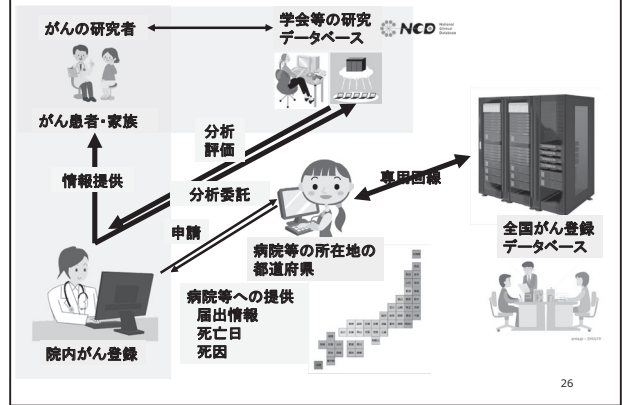 がんの研究者
学会等の研究
データベース
NCD National
Clinical
Database
がん患者・家族
分析
評価
情報提供
分析委託
専用回線
申請
病院等の所在地の
都道府県
全国がん登録
データベース
病院等への提供
届出情報
死亡日
死因
院内がん登録
26